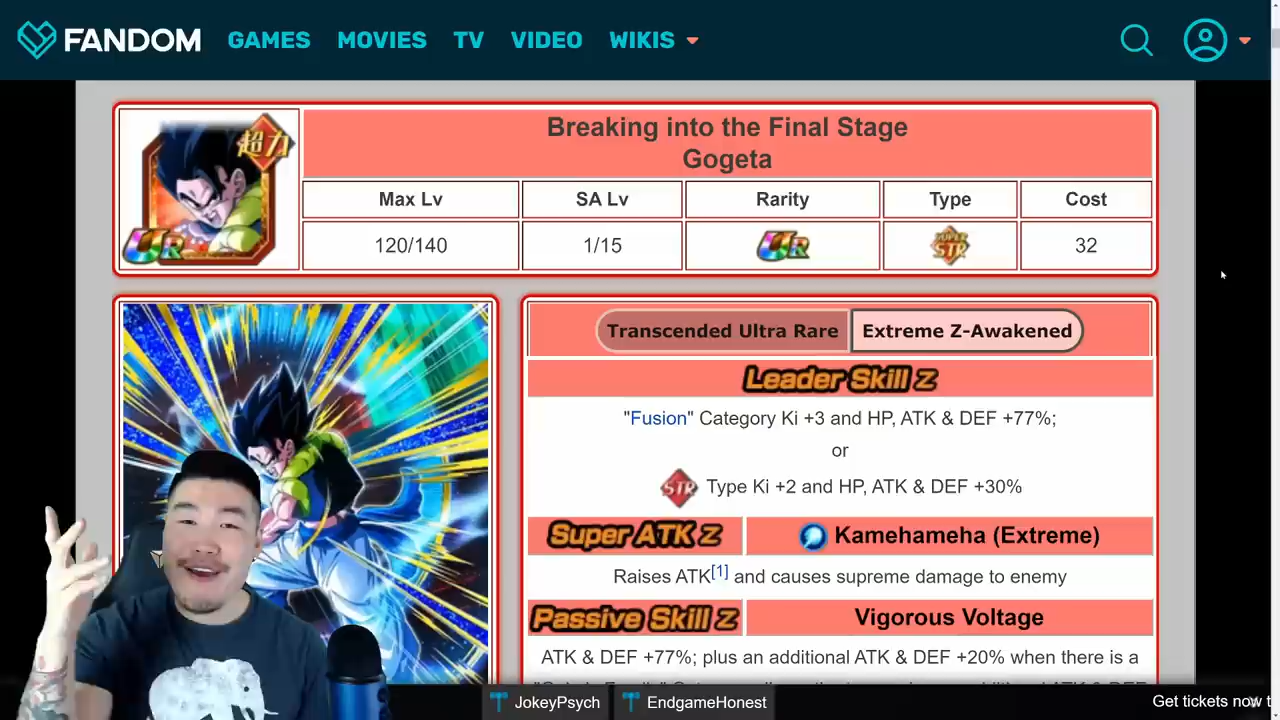 FANDOM GAMES MOVIES TV VIDEO WIKIS
超力
UR
Breaking into the Final Stage
Gogeta
Max Lv SA Lv Rarity Type Cost
120/140 1/15 UR SUPER STR 32
Transcended Ultra Rare Extreme Z-Awakened
Leader Skill Z
"Fusion" Category Ki +3 and HP, ATK & DEF +77%;
or
STR Type Ki +2 and HP, ATK & DEF +30%
Super ATK Z Kamehameha (Extreme)
Raises ATK[1] and causes supreme damage to enemy
Passive Skill Z Vigorous Voltage
ATK & DEF +77%; plus an additional ATK & DEF +20% when there is a
JokeyPsych EndgameHonest Get tickets now t